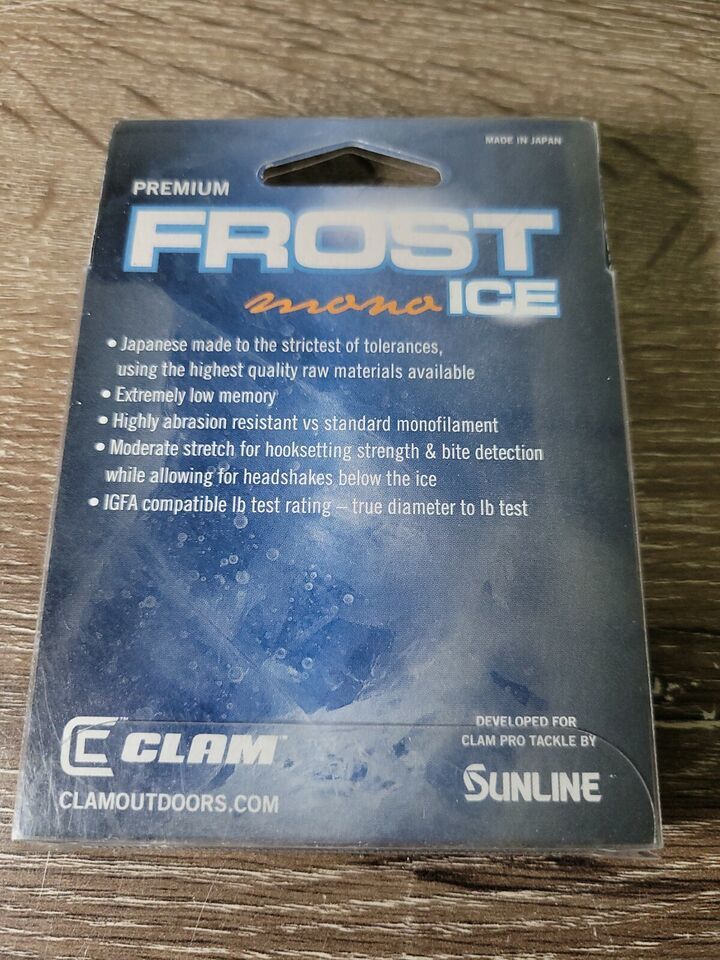 MADE IN JAPAN
PREMIUM
FROST
mono ICE
• Japanese made to the strictest of tolerances,
using the highest quality raw materials available
• Extremely low memory
• Highly abrasion resistant vs standard monofilament
• Moderate stretch for hooksetting strength & bite detection
while allowing for headshakes below the ice
• IGFA compatible lb test rating – true diameter to lb test
CLAM™
CLAMOUTDOORS.COM
DEVELOPED FOR
CLAM PRO TACKLE BY
SUNLINE